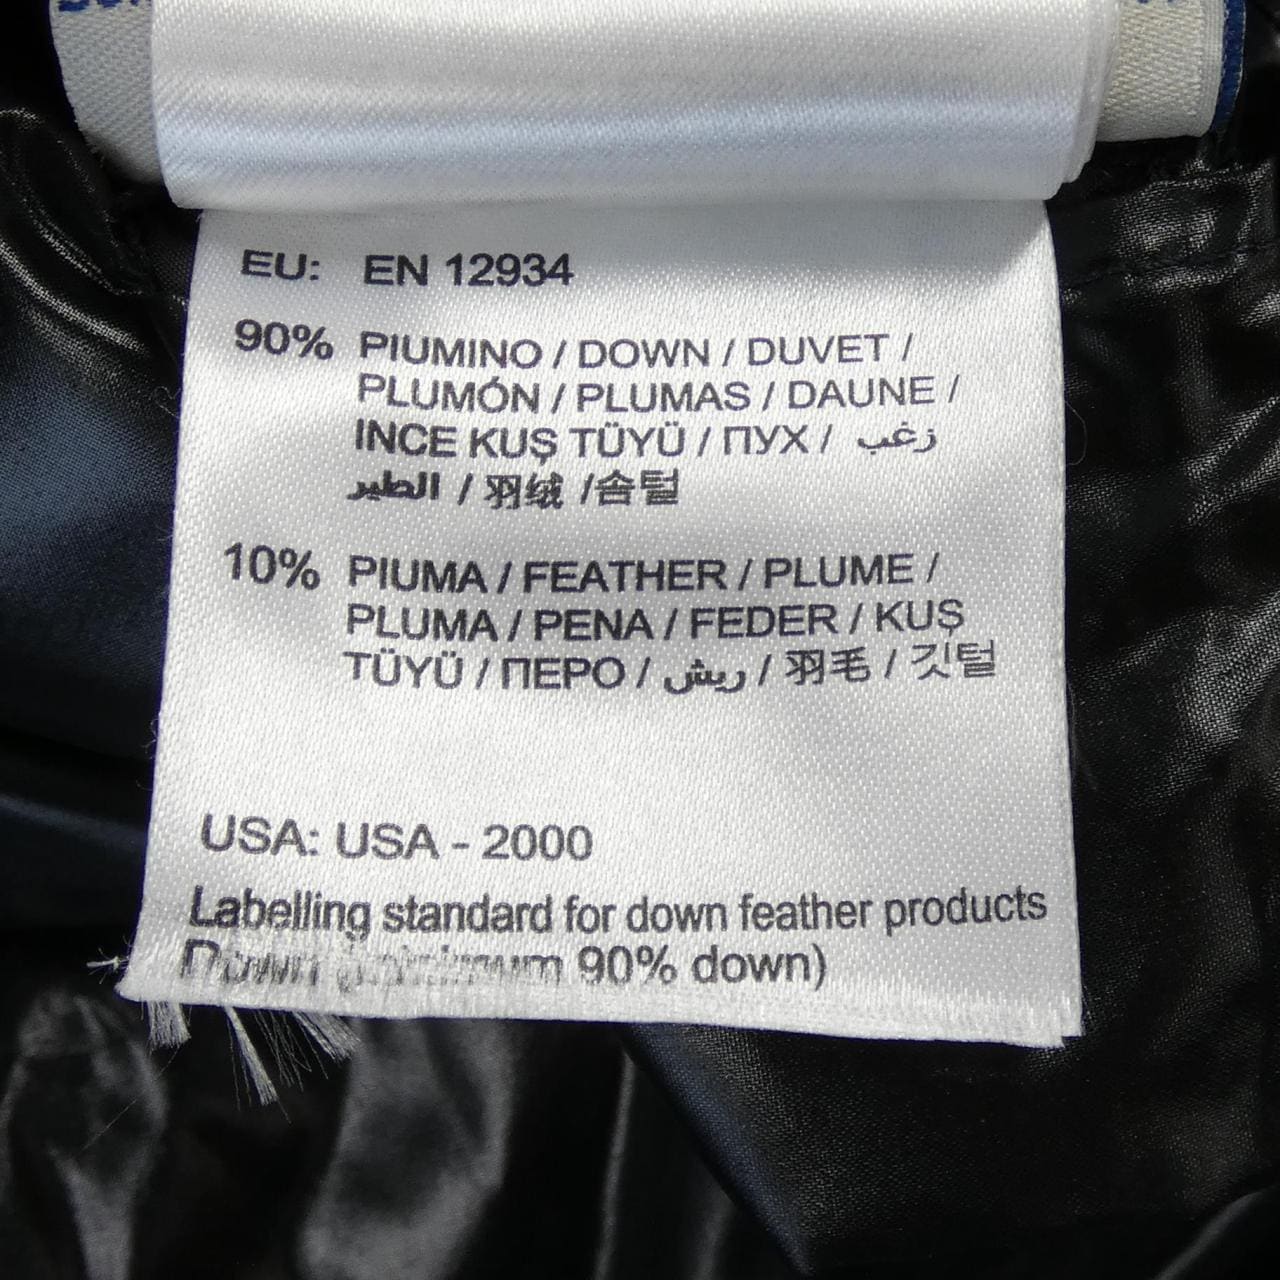 EU: EN 12934
90% PIUMINO / DOWN / DUVET /
PLUMÓN / PLUMAS / DAUNE /
INCE KUŞ TÜYÜ / ПУХ / زغب
الطير / 羽绒 /솜털
10% PIUMA / FEATHER / PLUME /
PLUMA / PENA / FEDER / KUŞ
TÜYÜ / ПЕРО / ريش / 羽毛 / 깃털
USA: USA - 2000
Labelling standard for down feather products
Down (minimum 90% down)